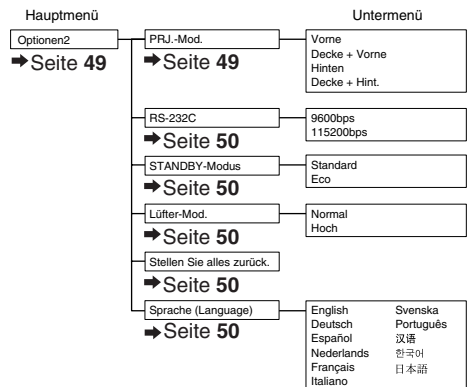 Hauptmenü
Untermenü
Optionen2
➡Seite 49
PRJ.-Mod.
➡Seite 49
Vorne
Decke + Vorne
Hinten
Decke + Hint.
RS-232C
➡Seite 50
9600bps
115200bps
STANDBY-Modus
➡Seite 50
Standard
Eco
Lüfter-Mod.
➡Seite 50
Normal
Hoch
Stellen Sie alles zurück.
➡Seite 50
Sprache (Language)
➡Seite 50
English
Deutsch
Español
Nederlands
Français
Italiano
Svenska
Português
汉语
한국어
日本語